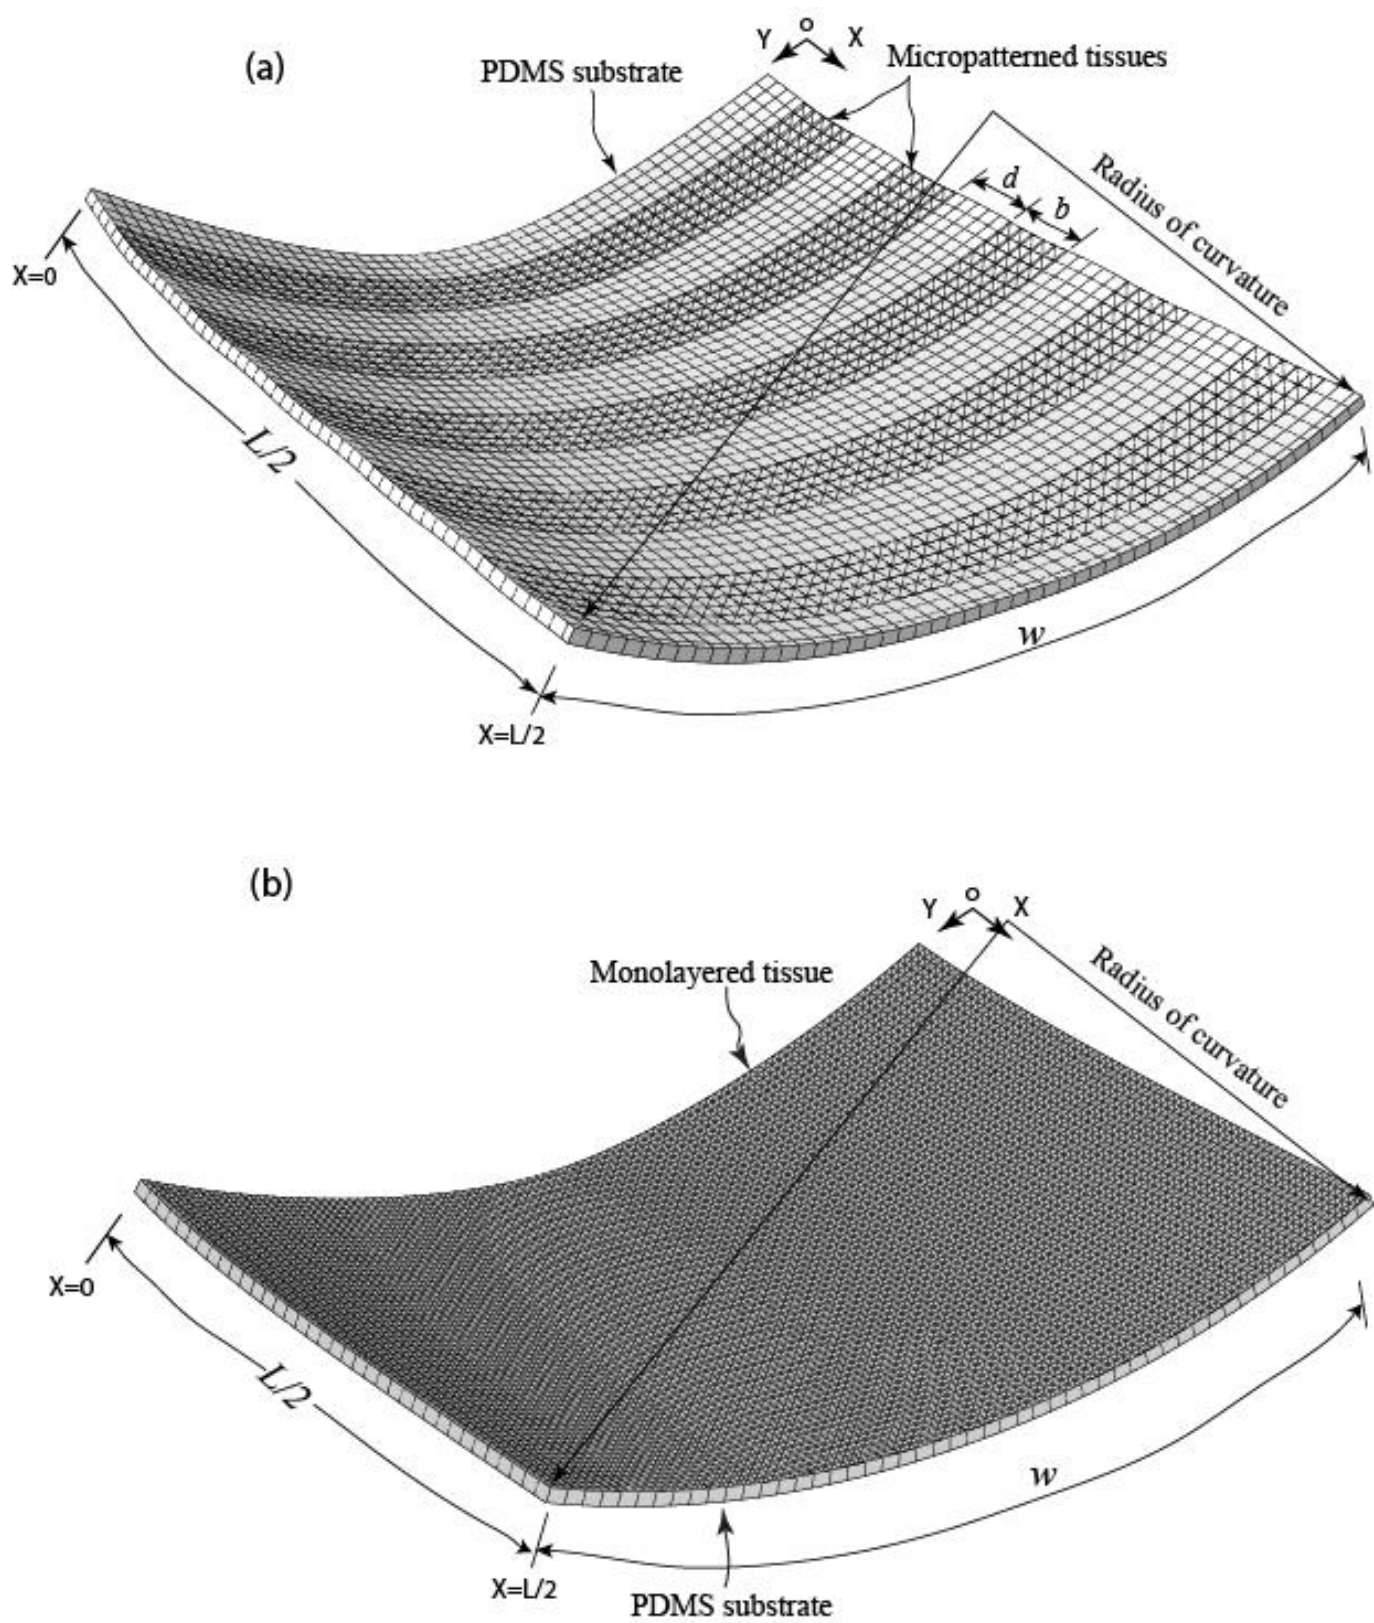 (a)
PDMS substrate
Y
o
X
Micropatterned tissues
d
b
Radius of curvature
X=0
L/2
w
X=L/2
(b)
Y
o
X
Monolayered tissue
Radius of curvature
X=0
L/2
w
X=L/2
PDMS substrate